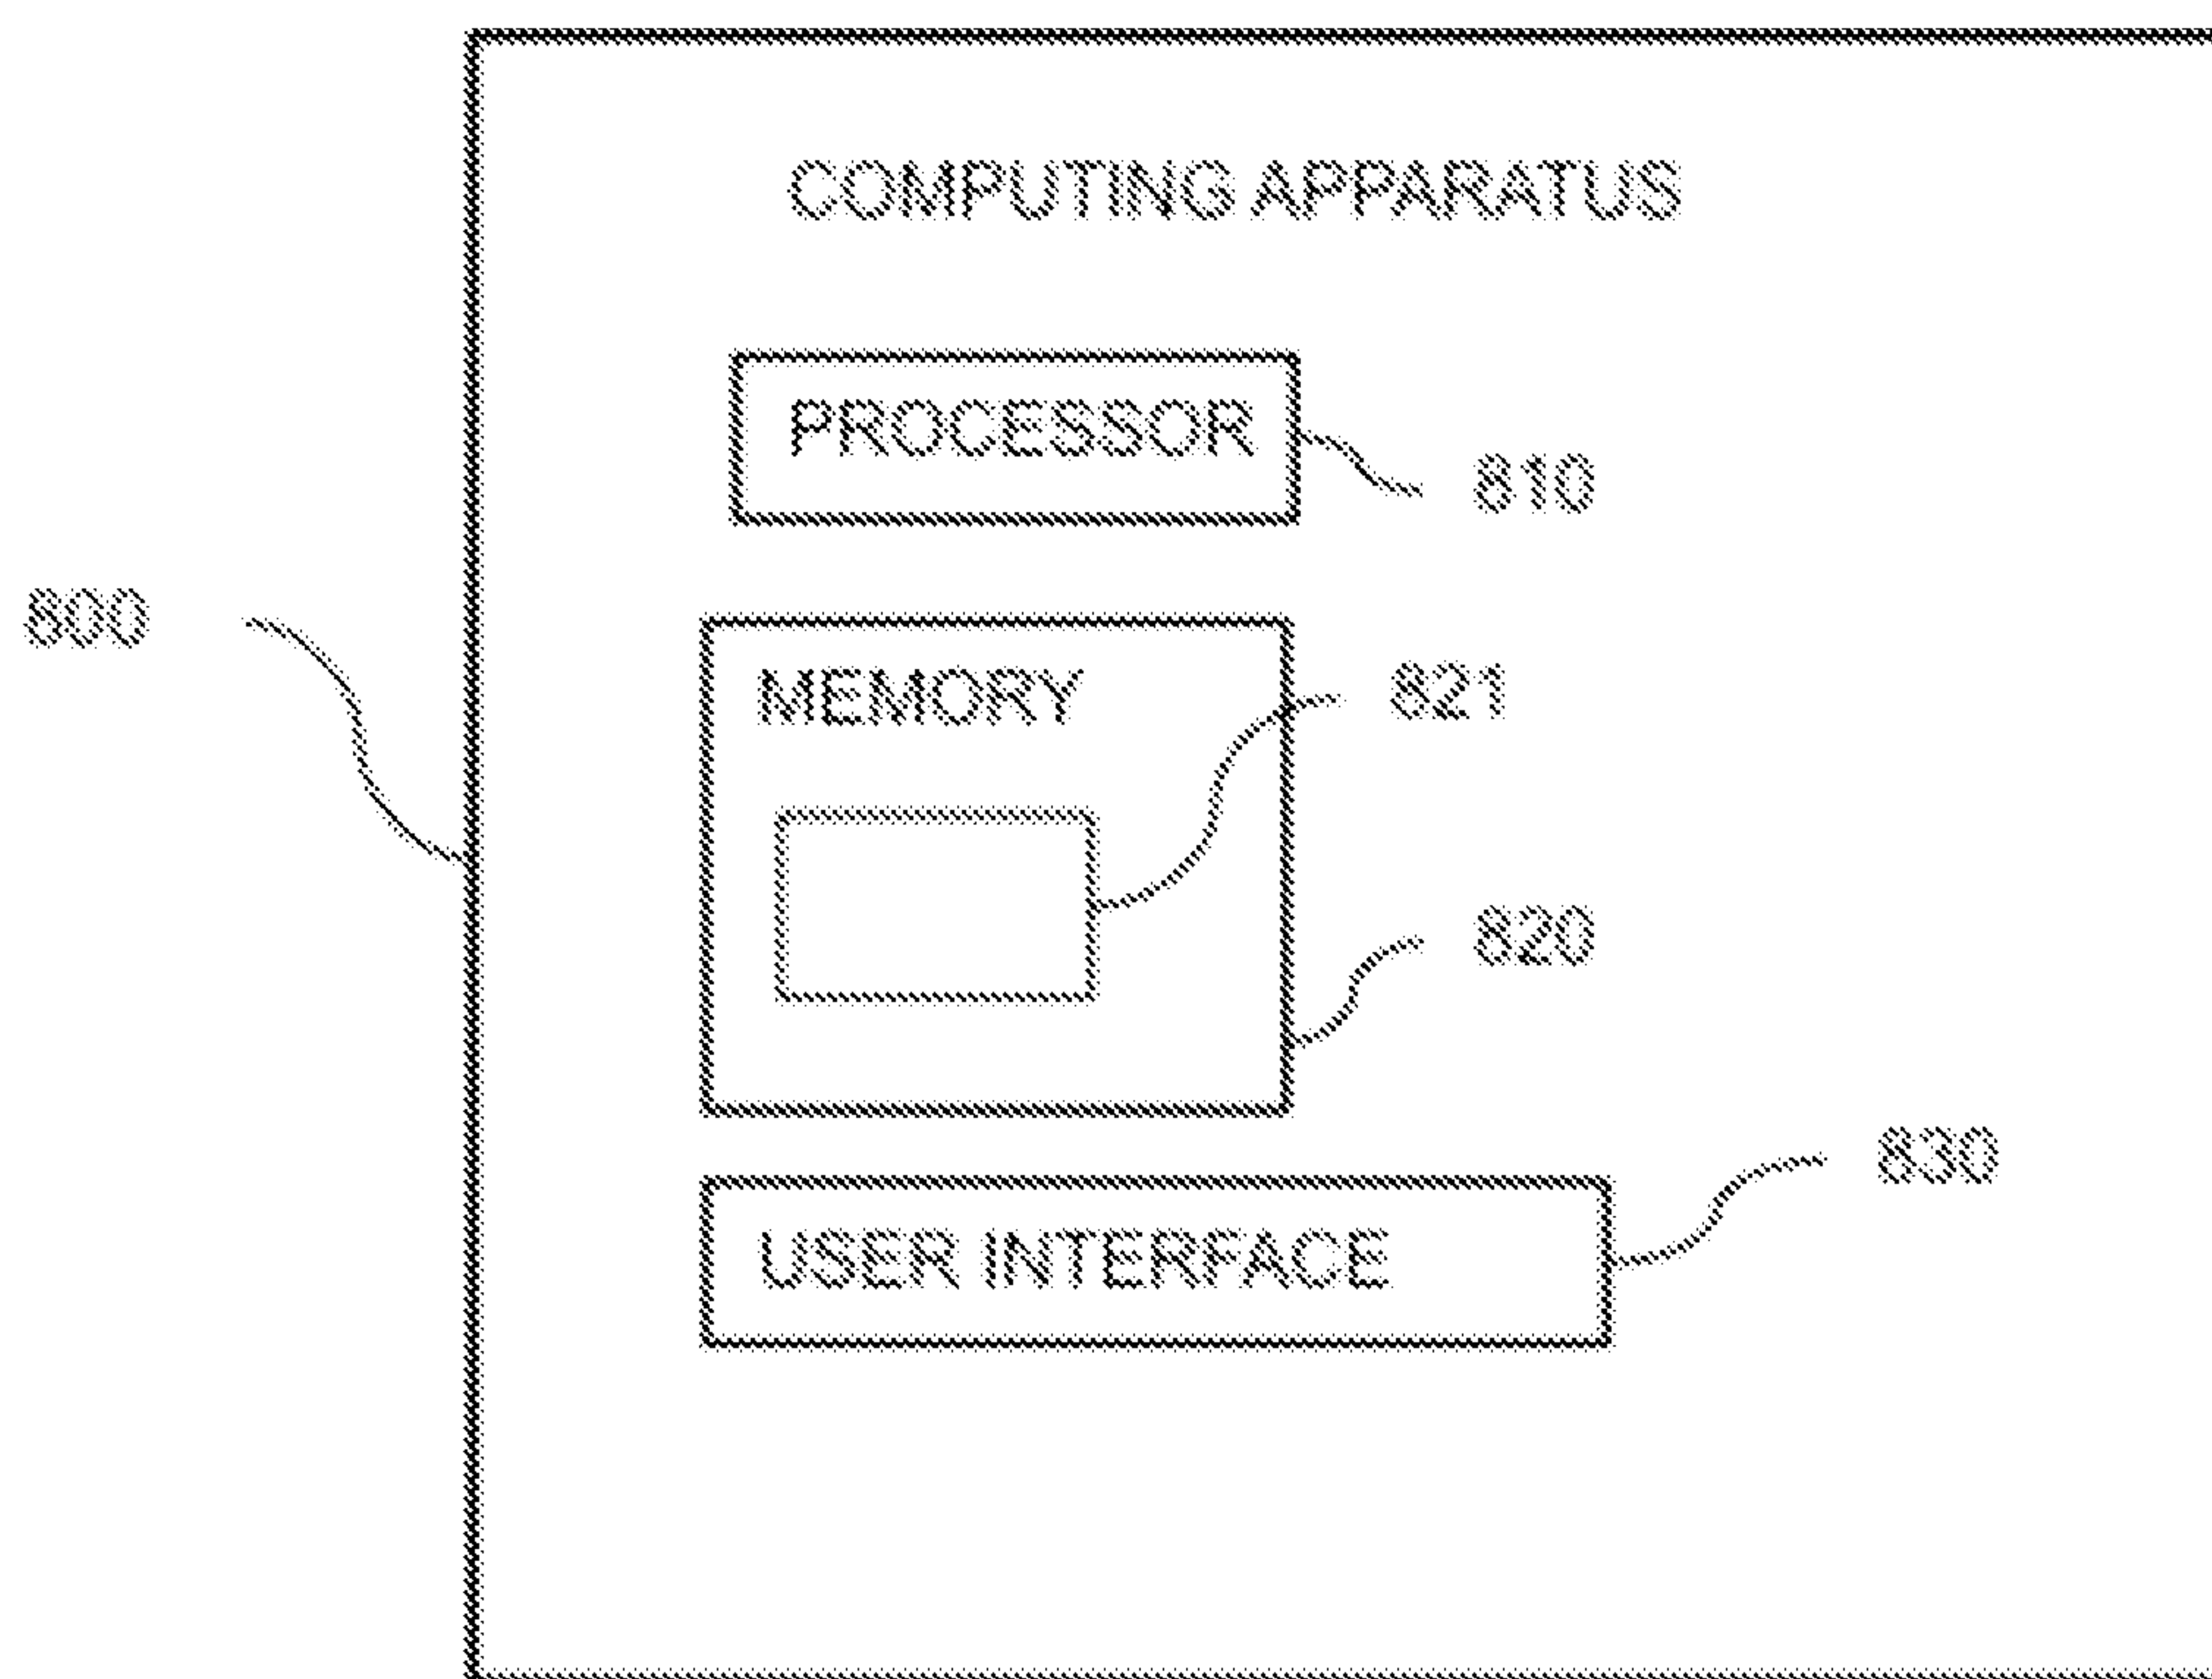 COMPUTING APPARATUS
PROCESSOR
810
800
MEMORY
821
820
830
USER INTERFACE